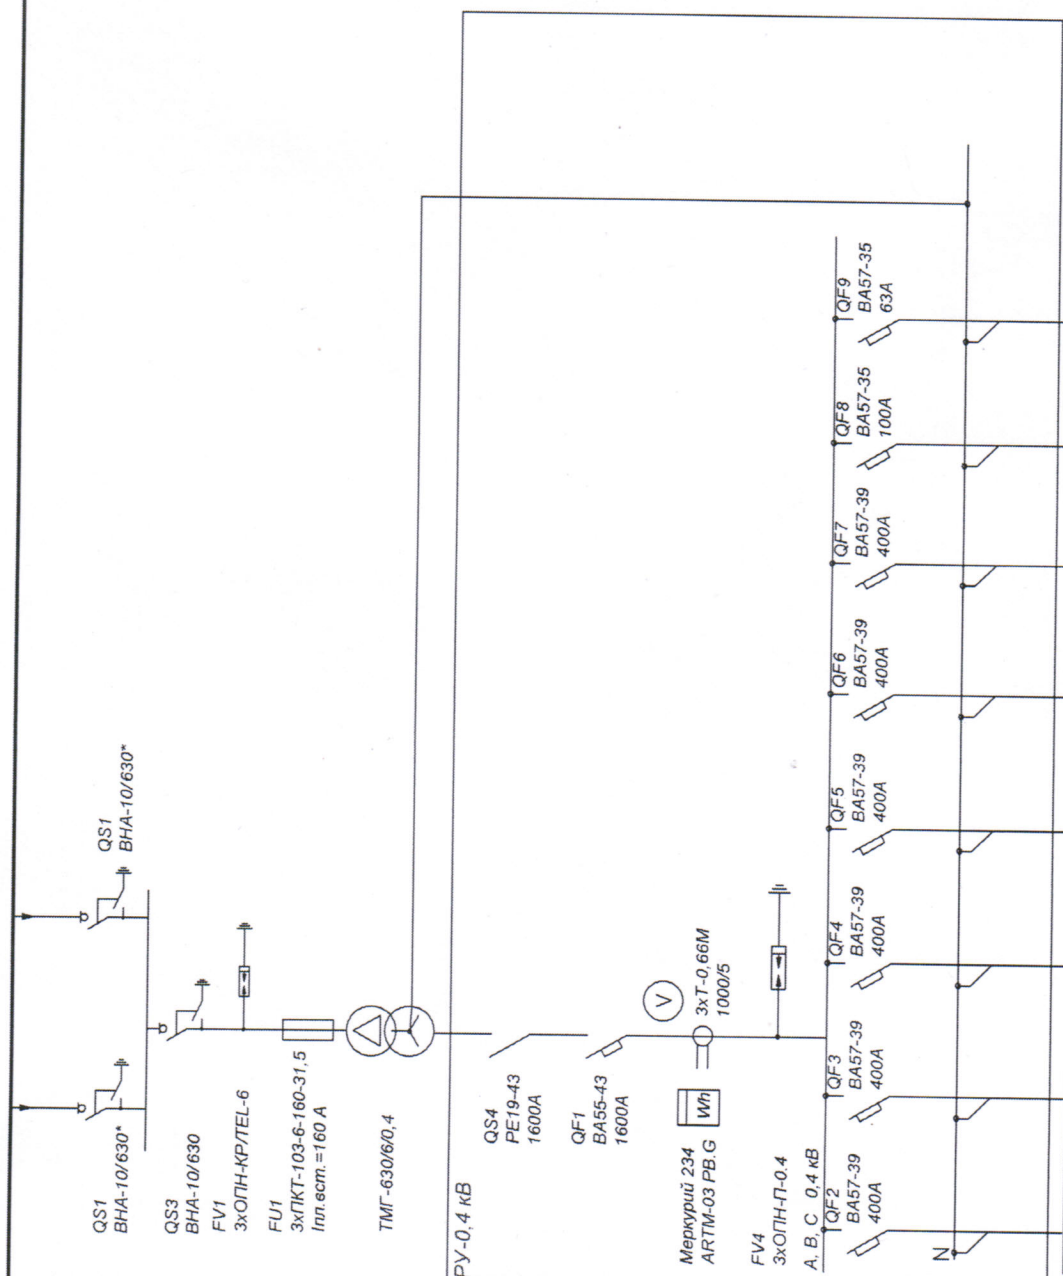 QS1
ВНА-10/630*
QS1
ВНА-10/630*
QS3
ВНА-10/630
FV1
3хОПН-КР/TEL-6
FU1
3хПКТ-103-6-160-31,5
Iпл.вст.=160 А
ТМГ-630/6/0,4
РУ-0,4 кВ
QS4
РЕ19-43
1600А
QF1
ВА55-43
1600А
V
3хТ-0,66М
1000/5
Wh
Меркурий 234
ARTM-03 PB.G
FV4
3хОПН-П-0.4
А, В, С 0,4 кВ
QF2
ВА57-39
400А
QF3
ВА57-39
400А
QF4
ВА57-39
400А
QF5
ВА57-39
400А
QF6
ВА57-39
400А
QF7
ВА57-39
400А
QF8
ВА57-35
100А
QF9
ВА57-35
63А
N